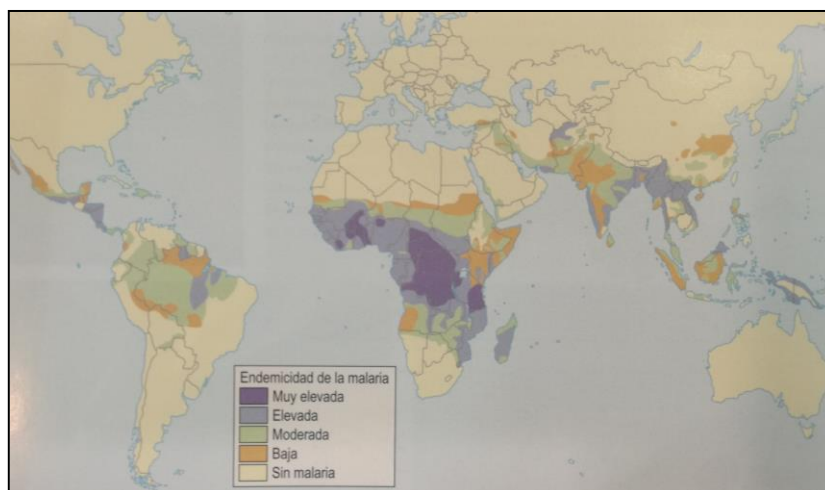 Endemicidad de la malaria
Muy elevada
Elevada
Moderada
Baja
Sin malaria